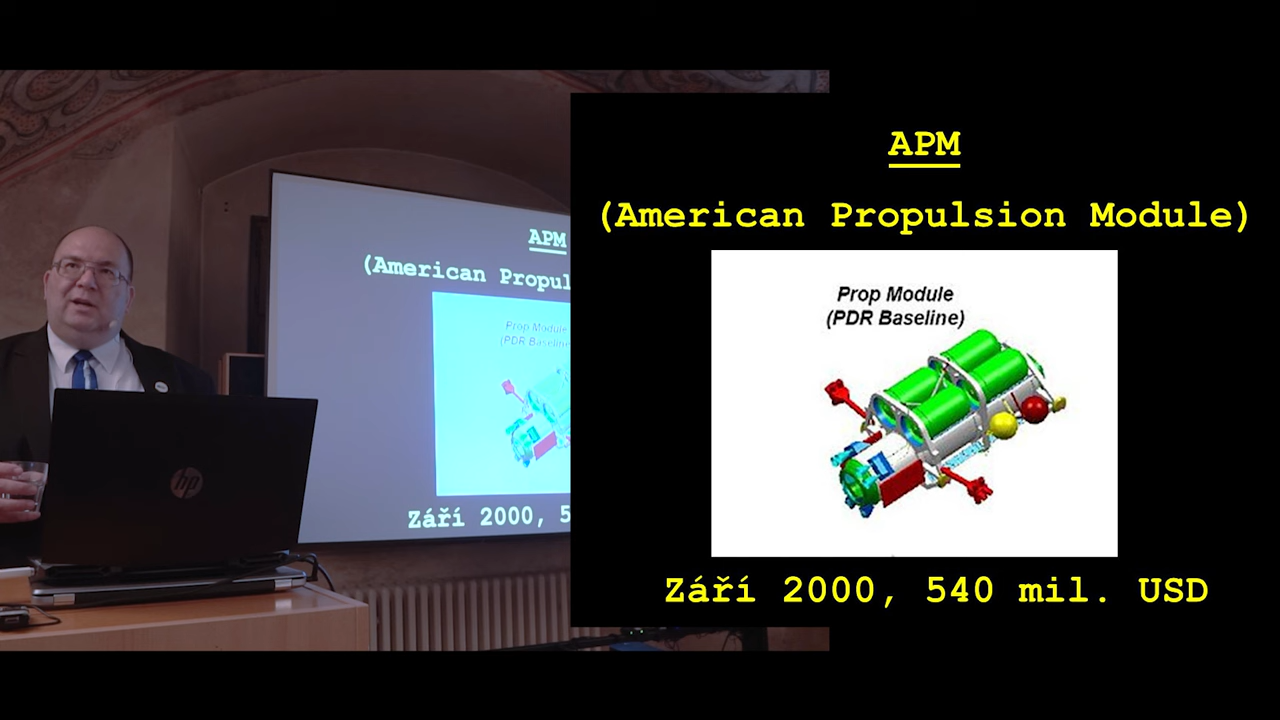 APM
(American Propul
Prop Module
(PDR Baseline
Září 2000, 5
hp
APM
(American Propulsion Module)
Prop Module
(PDR Baseline)
Září 2000, 540 mil. USD